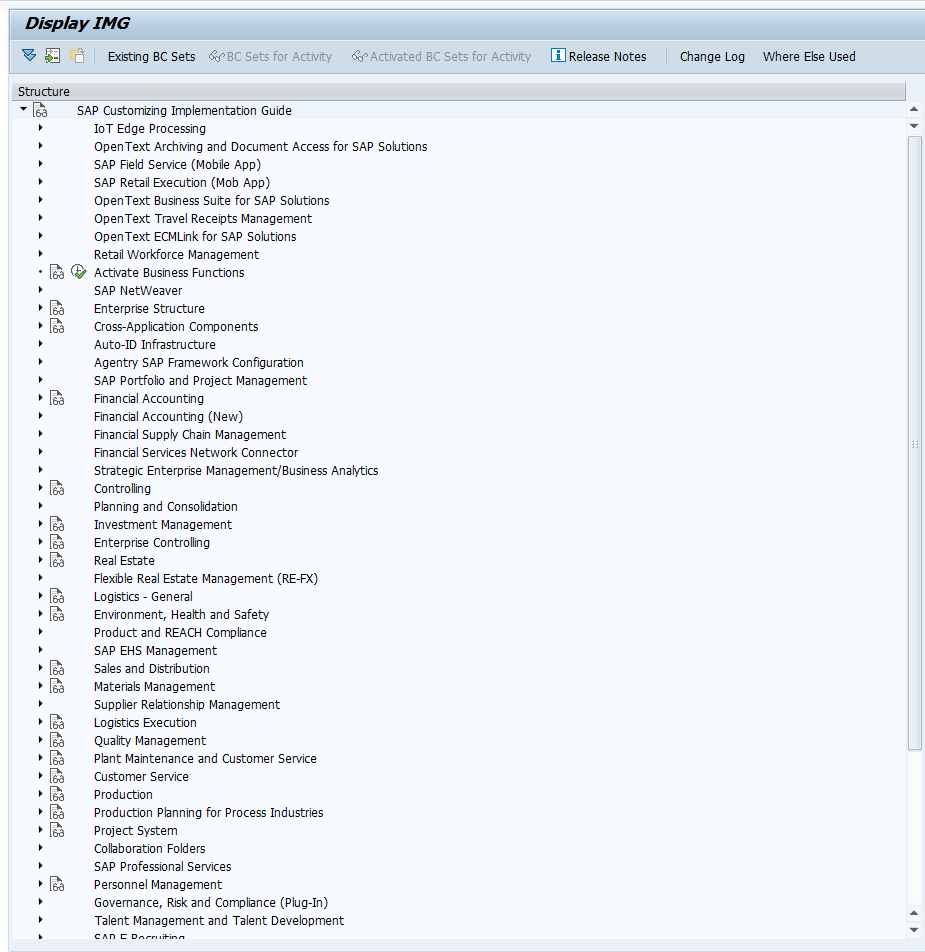 Display IMG
Existing BC Sets BC Sets for Activity Activated BC Sets for Activity Release Notes Change Log Where Else Used
Structure
SAP Customizing Implementation Guide
IoT Edge Processing
OpenText Archiving and Document Access for SAP Solutions
SAP Field Service (Mobile App)
SAP Retail Execution (Mob App)
OpenText Business Suite for SAP Solutions
OpenText Travel Receipts Management
OpenText ECMLink for SAP Solutions
Retail Workforce Management
Activate Business Functions
SAP NetWeaver
Enterprise Structure
Cross-Application Components
Auto-ID Infrastructure
Agentry SAP Framework Configuration
SAP Portfolio and Project Management
Financial Accounting
Financial Accounting (New)
Financial Supply Chain Management
Financial Services Network Connector
Strategic Enterprise Management/Business Analytics
Controlling
Planning and Consolidation
Investment Management
Enterprise Controlling
Real Estate
Flexible Real Estate Management (RE-FX)
Logistics - General
Environment, Health and Safety
Product and REACH Compliance
SAP EHS Management
Sales and Distribution
Materials Management
Supplier Relationship Management
Logistics Execution
Quality Management
Plant Maintenance and Customer Service
Customer Service
Production
Production Planning for Process Industries
Project System
Collaboration Folders
SAP Professional Services
Personnel Management
Governance, Risk and Compliance (Plug-In)
Talent Management and Talent Development
SAP E-Recruiting